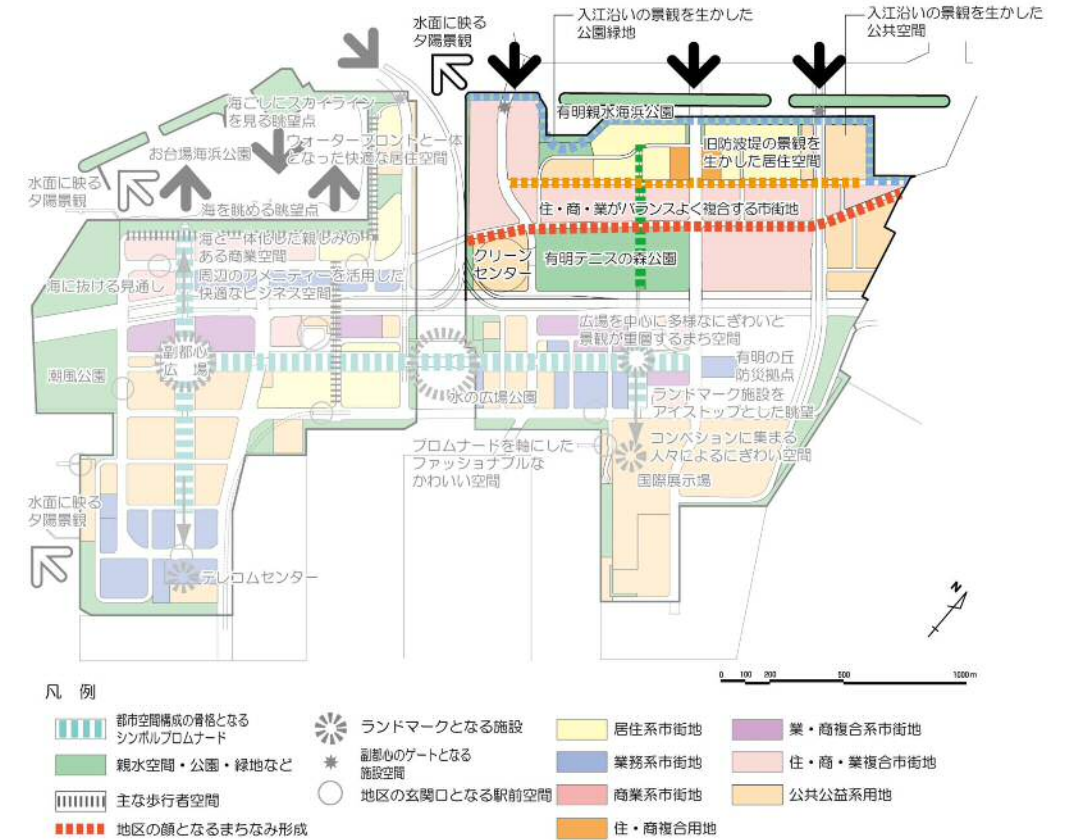 水面に映る
夕陽景観
入江沿いの景観を生かした
公園緑地
入江沿いの景観を生かした
公共空間
海ごしにスカイライン
を見る眺望点
有明親水海浜公園
お台場海浜公園
ウォーターフロントと一体
となった快適な居住空間
旧防波堤の景観を
生かした居住空間
水面に映る
夕陽景観
海を眺める眺望点
住・商・業がバランスよく複合する市街地
海と一体化した親しみの
ある商業空間
クリーン
センター
有明テニスの森公園
周辺のアメニティーを活用した
快適なビジネス空間
海に抜ける見通し
広場を中心に多様なにぎわいと
景観が重層するまち空間
副都心
広場
有明の丘
防災拠点
潮風公園
水の広場公園
ランドマーク施設を
アイストップとした眺望
プロムナードを軸にした
ファッショナブルな
かわいい空間
コンベションに集まる
人々によるにぎわい空間
国際展示場
水面に映る
夕陽景観
テレコムセンター
N
0 100 200 500 1000m
凡 例
都市空間構成の骨格となる
シンボルプロムナード
親水空間・公園・緑地など
主な歩行者空間
地区の顔となるまちなみ形成
ランドマークとなる施設
副都心のゲートとなる
施設空間
地区の玄関口となる駅前空間
居住系市街地
業務系市街地
商業系市街地
住・商複合用地
業・商複合系市街地
住・商・業複合市街地
公共公益系用地